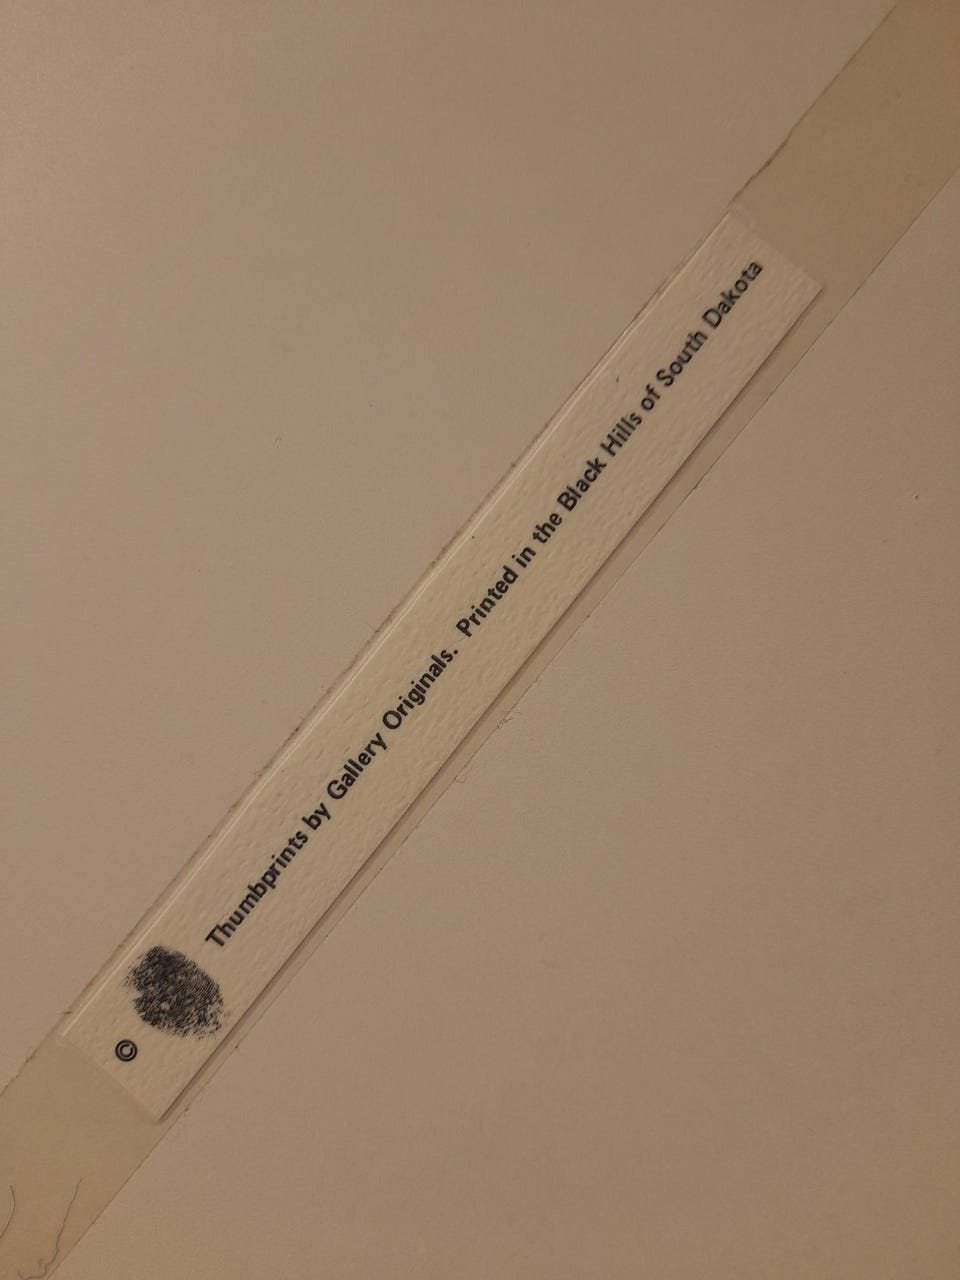 © Thumbprints by Gallery Originals. Printed in the Black Hills of South Dakota